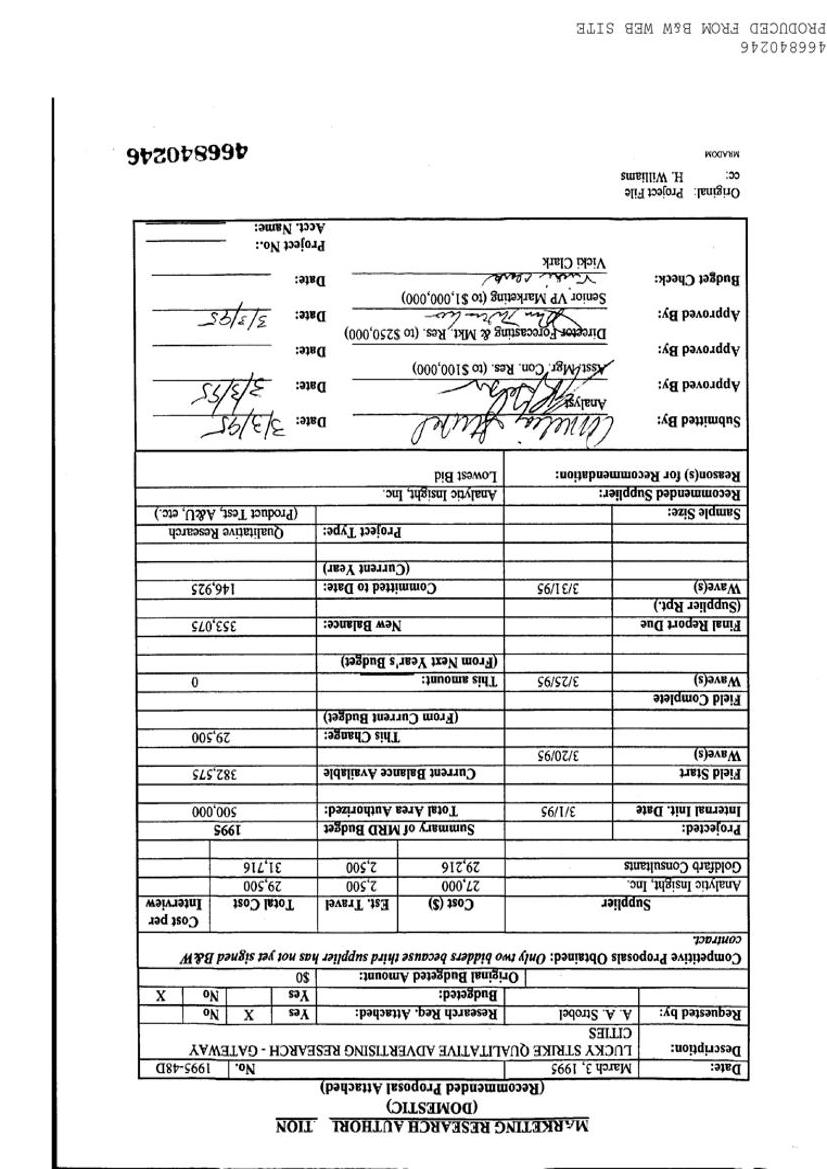 MARKETING RESEARCH AUTHORI TION
(DOMESTIC)
(Recommended Proposal Attached)
Date: March 3, 1995 No. 1995-48D
Description: LUCKY STRIKE QUALITATIVE ADVERTISING RESEARCH - GATEWAY
CITIES
Requested by: A. A. Strobel Research Req. Attached: Yes X No
Budgeted: Yes No X
Original Budgeted Amount: $0
Competitive Proposals Obtained: Only two bidders because third supplier has not yet signed B&W
contract.
Supplier Cost ($) Est. Travel Total Cost Cost per Interview
Analytic Insight, Inc. 27,000 2,500 29,500
Goldfarb Consultants 29,216 2,500 31,716
Projected: Summary of MRD Budget 1995
Internal Init. Date 3/1/95 Total Area Authorized: 500,000
Field Start Current Balance Available 382,575
Wave(s) 3/20/95
This Change: 29,500
(From Current Budget)
Field Complete
Wave(s) 3/25/95 This amount: 0
(From Next Year's Budget)
Final Report Due New Balance: 353,075
(Supplier Rpt.)
Wave(s) 3/31/95 Committed to Date: 146,925
(Current Year)
Project Type: Qualitative Research
Sample Size: (Product Test, A&U, etc.)
Recommended Supplier: Analytic Insight, Inc.
Reason(s) for Recommendation: Lowest Bid
Submitted By: Date: 3/3/95
Analyst
Approved By: Date: 3/3/95
Asst/Mgr. Con. Res. (to $100,000)
Approved By: Date:
Director Forecasting & Mkt. Res. (to $250,000)
Approved By: Date: 3/3/95
Senior VP Marketing (to $1,000,000)
Budget Check: Vicki Clark Date:
Vicki Clark
Project No.:
Acct. Name:
Original: Project File
cc: H. Williams
MRADOM
466840246
466840246
PRODUCED FROM B&W WEB SITE